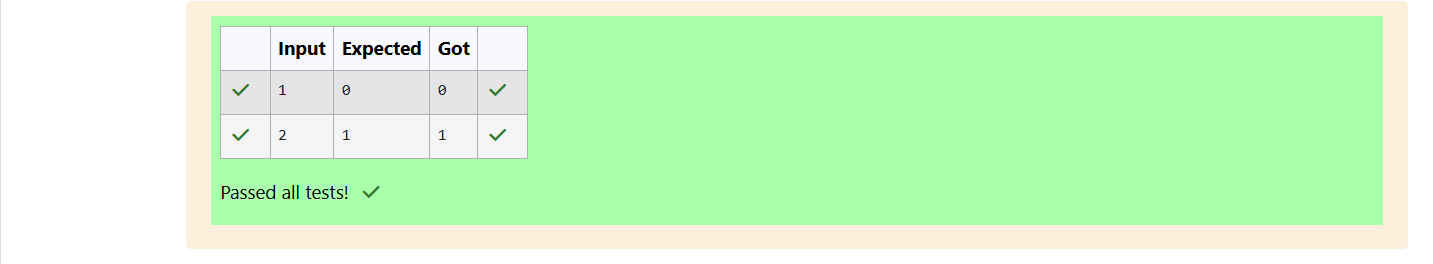 Input Expected Got
1 0 0
2 1 1
Passed all tests!